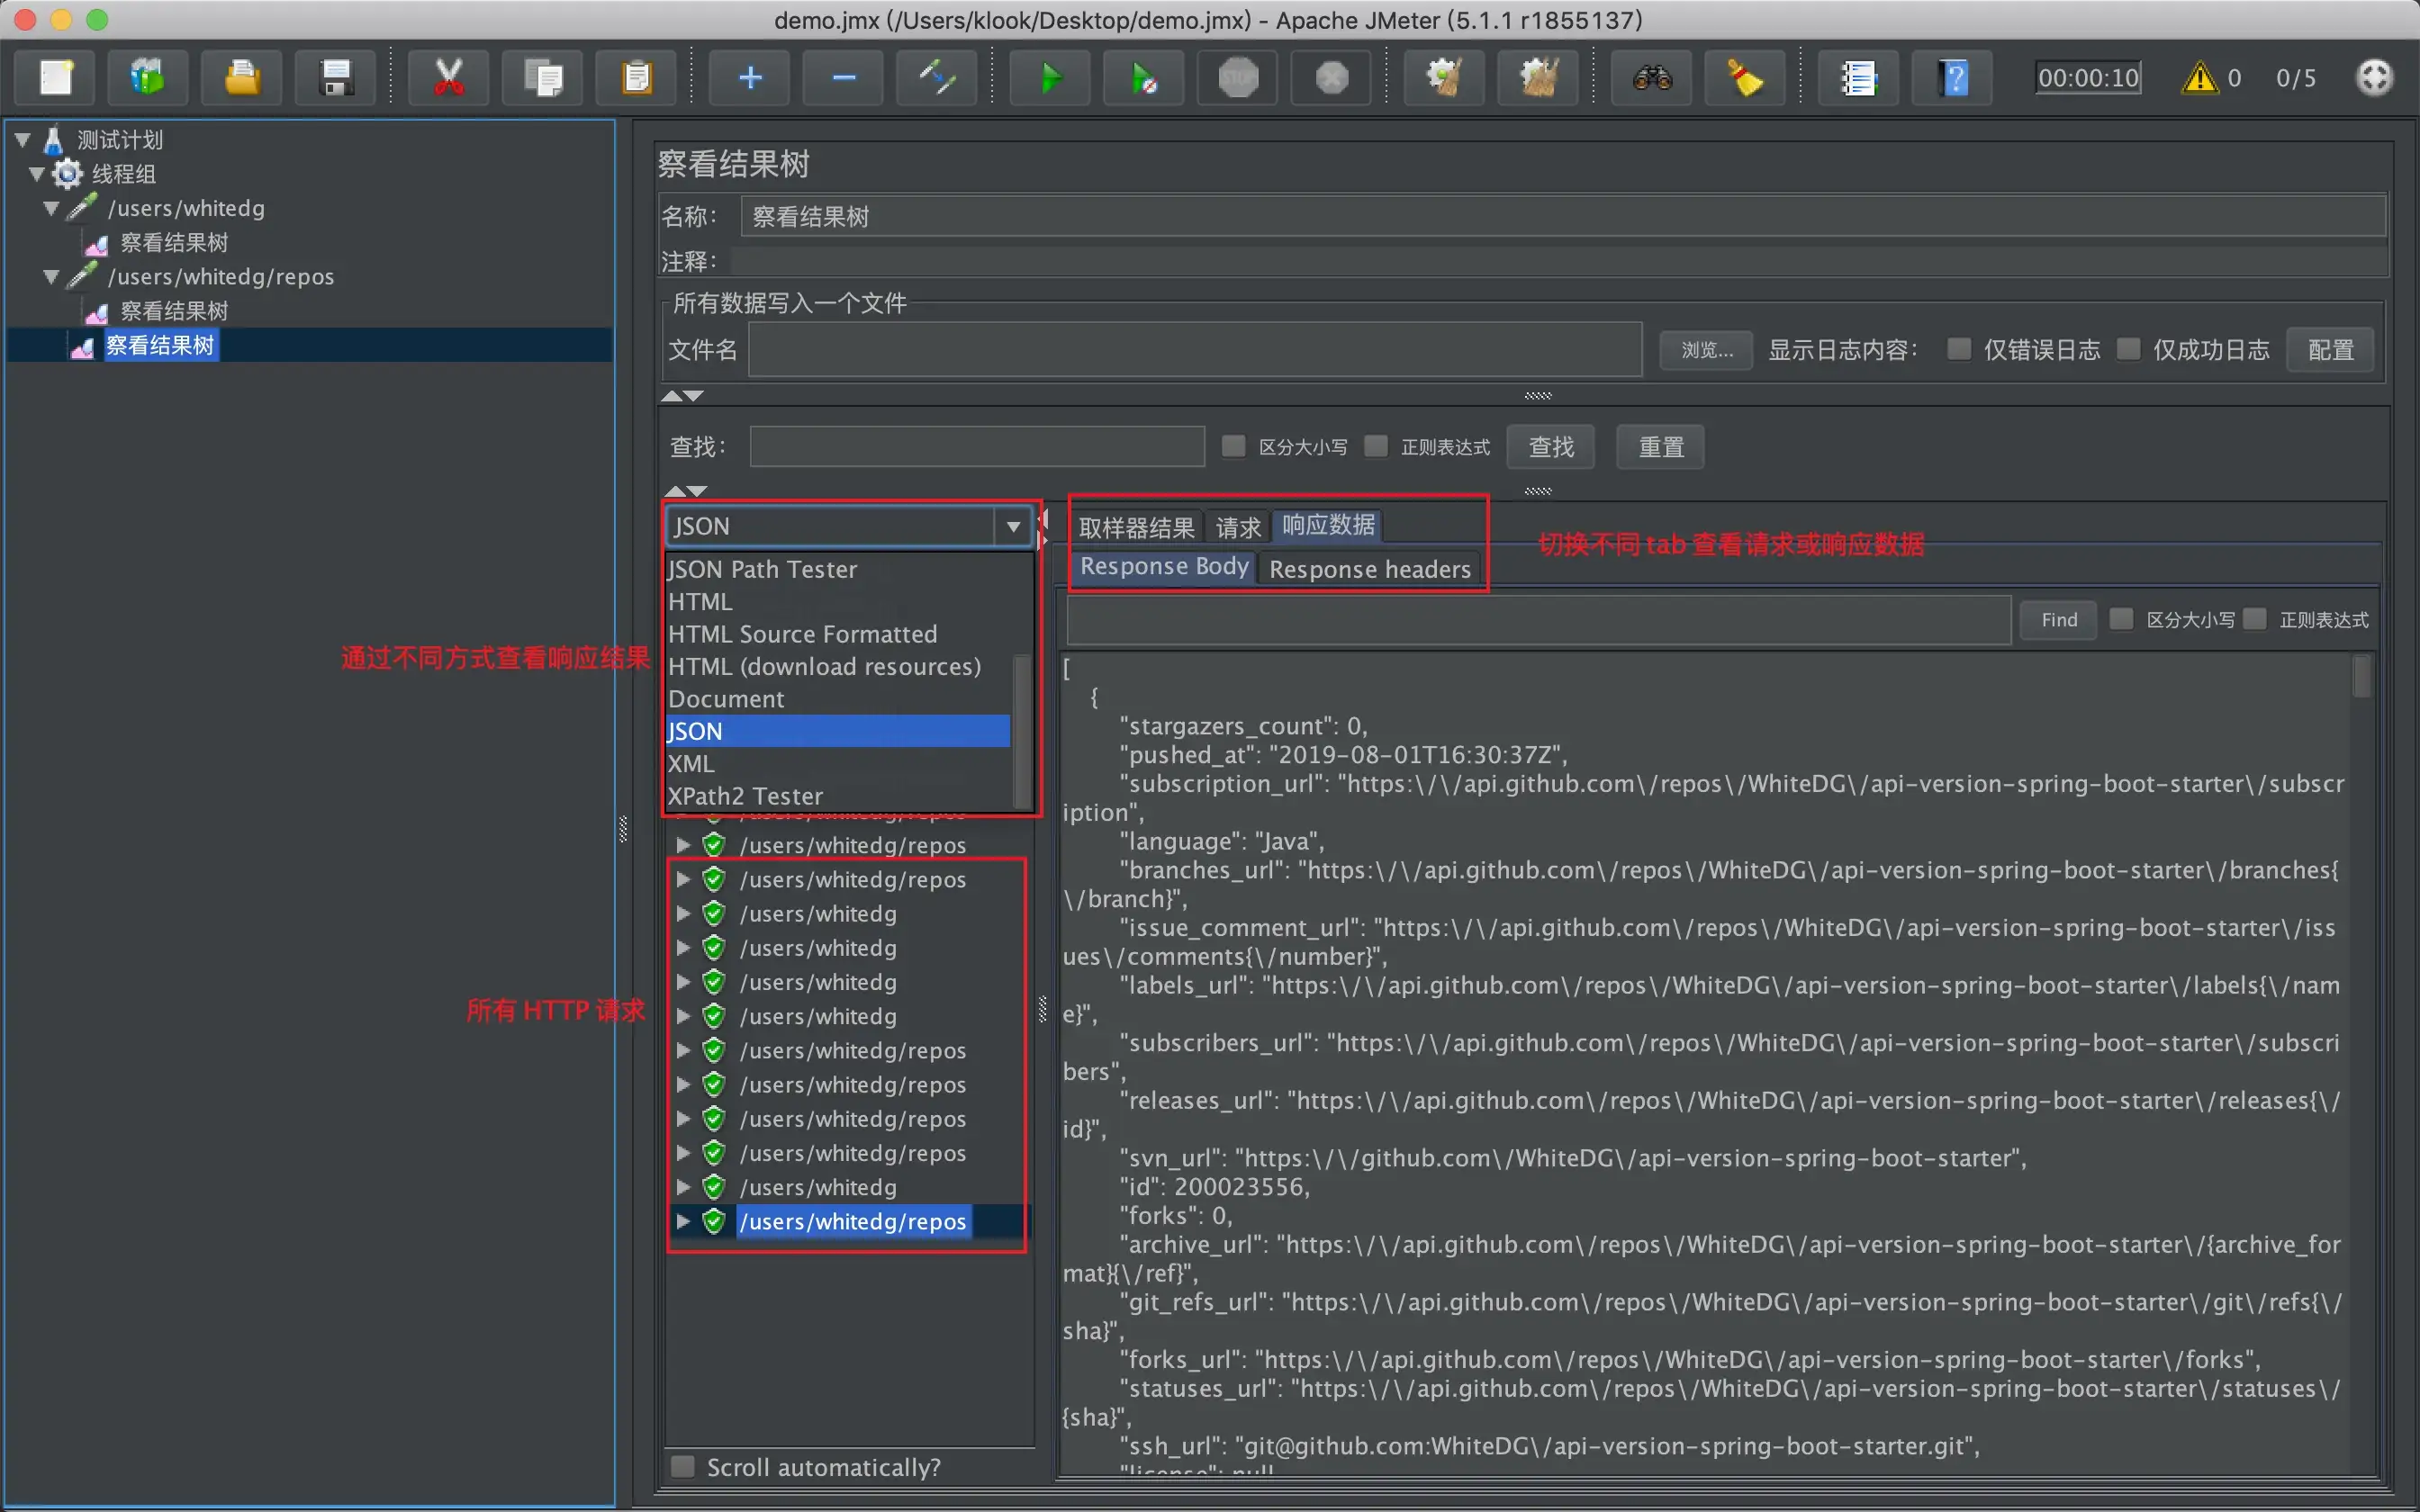 demo.jmx (/Users/klook/Desktop/demo.jmx) - Apache JMeter (5.1.1 r1855137)
STOP
00:00:10
0
0/5
测试计划
线程组
/users/whitedg
察看结果树
/users/whitedg/repos
察看结果树
察看结果树
察看结果树
名称：
察看结果树
注释：
所有数据写入一个文件
文件名
浏览...
显示日志内容：
仅错误日志
仅成功日志
配置
查找：
区分大小写
正则表达式
查找
重置
JSON
JSON Path Tester
HTML
HTML Source Formatted
HTML (download resources)
Document
JSON
XML
XPath2 Tester
通过不同方式查看响应结果
/users/whitedg/repos
/users/whitedg/repos
/users/whitedg/repos
/users/whitedg
/users/whitedg
/users/whitedg
/users/whitedg
/users/whitedg/repos
/users/whitedg/repos
/users/whitedg/repos
/users/whitedg/repos
/users/whitedg
/users/whitedg/repos
所有 HTTP 请求
Scroll automatically?
取样器结果
请求
响应数据
切换不同 tab 查看请求或响应数据
Response Body
Response headers
Find
区分大小写
正则表达式
[
{
"stargazers_count": 0,
"pushed_at": "2019-08-01T16:30:37Z",
"subscription_url": "https:\/\/api.github.com\/repos\/WhiteDG\/api-version-spring-boot-starter\/subscr
iption",
"language": "Java",
"branches_url": "https:\/\/api.github.com\/repos\/WhiteDG\/api-version-spring-boot-starter\/branches{
\/branch}",
"issue_comment_url": "https:\/\/api.github.com\/repos\/WhiteDG\/api-version-spring-boot-starter\/iss
ues\/comments{\/number}",
"labels_url": "https:\/\/api.github.com\/repos\/WhiteDG\/api-version-spring-boot-starter\/labels{\/nam
e}",
"subscribers_url": "https:\/\/api.github.com\/repos\/WhiteDG\/api-version-spring-boot-starter\/subscri
bers",
"releases_url": "https:\/\/api.github.com\/repos\/WhiteDG\/api-version-spring-boot-starter\/releases{\/
id}",
"svn_url": "https:\/\/github.com\/WhiteDG\/api-version-spring-boot-starter",
"id": 200023556,
"forks": 0,
"archive_url": "https:\/\/api.github.com\/repos\/WhiteDG\/api-version-spring-boot-starter\/{archive_for
mat}{\/ref}",
"git_refs_url": "https:\/\/api.github.com\/repos\/WhiteDG\/api-version-spring-boot-starter\/git\/refs{\/
sha}",
"forks_url": "https:\/\/api.github.com\/repos\/WhiteDG\/api-version-spring-boot-starter\/forks",
"statuses_url": "https:\/\/api.github.com\/repos\/WhiteDG\/api-version-spring-boot-starter\/statuses\/
{sha}",
"ssh_url": "git@github.com:WhiteDG\/api-version-spring-boot-starter.git",
"license": null